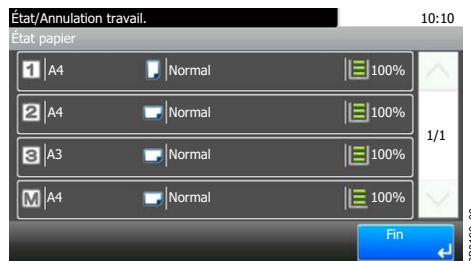 État/Annulation travail. 10:10
État papier
1 A4 Normal 100%
2 A4 Normal 100%
3 A3 Normal 100%
M A4 Normal 100%
1/1
Fin